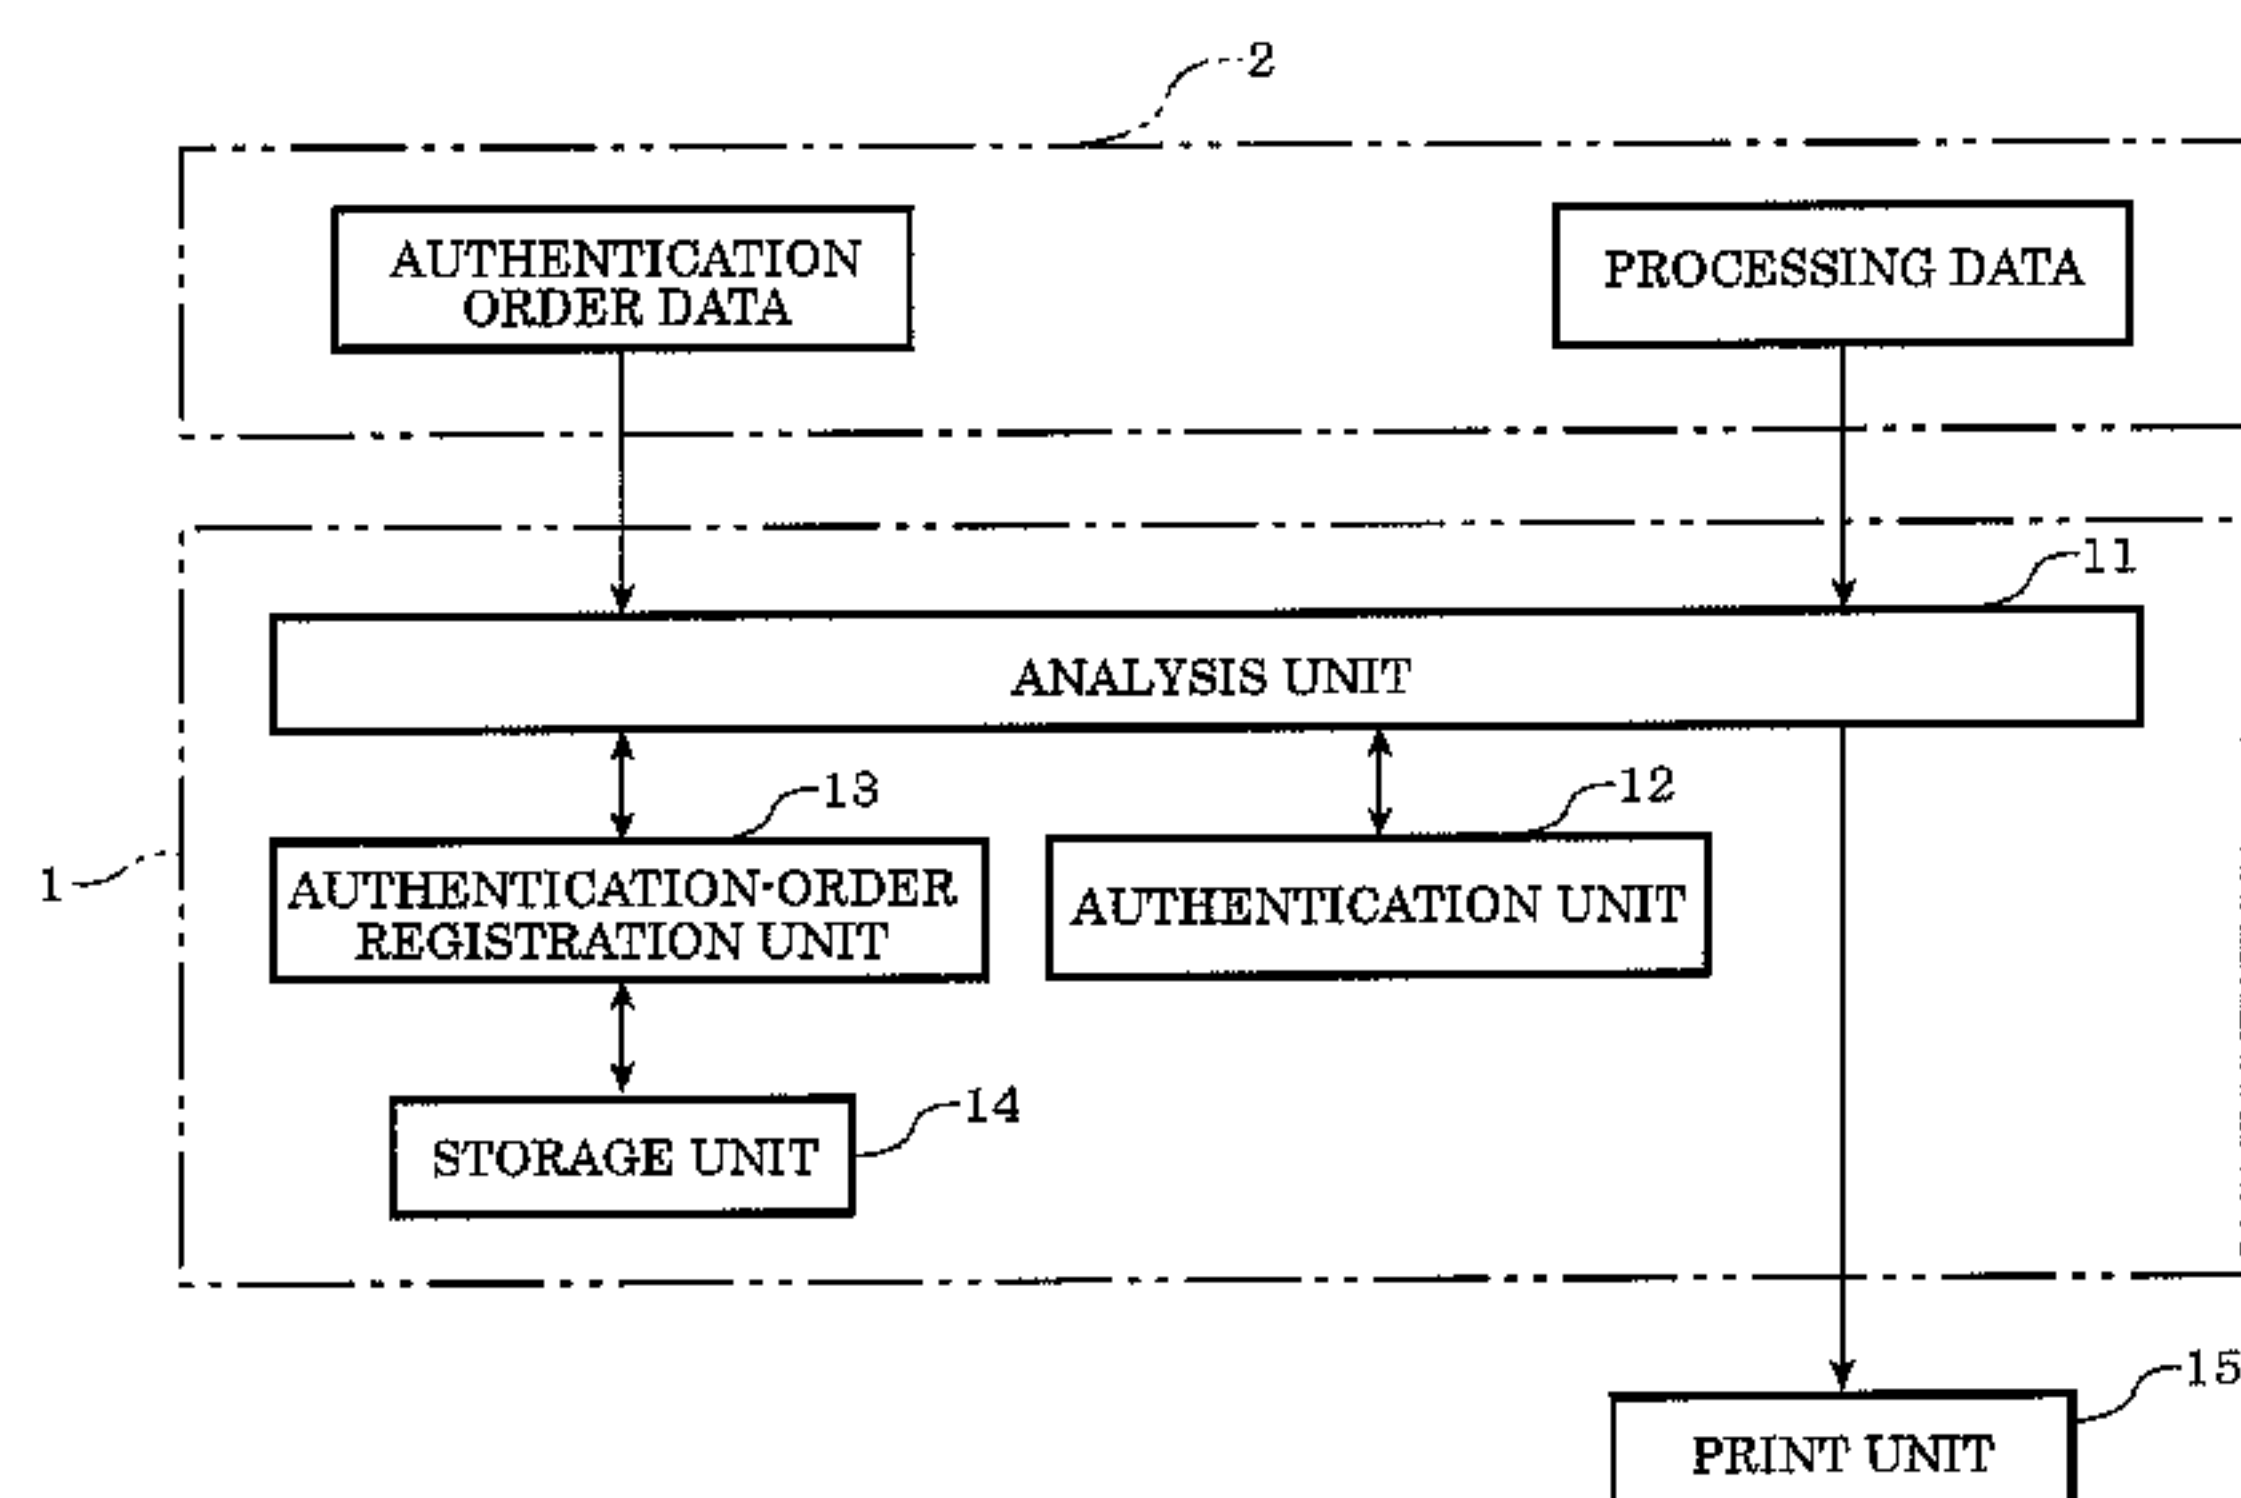 2
AUTHENTICATION
ORDER DATA
PROCESSING DATA
11
ANALYSIS UNIT
13
12
1
AUTHENTICATION-ORDER
REGISTRATION UNIT
AUTHENTICATION UNIT
14
STORAGE UNIT
15
PRINT UNIT